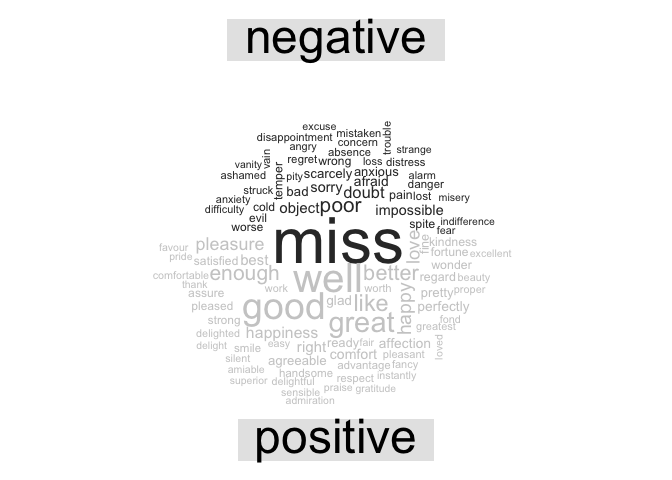 negative
excuse
disappointment mistaken trouble
angry concern
vain absence strange
vanity regret wrong loss distress
ashamed temper pity scarcely anxious alarm
struck bad sorry doubt afraid danger
anxiety cold object poor pain lost misery
difficulty evil impossible indifference
worse miss spite fear
favour pleasure love fine kindness
pride satisfied best fortune excellent
comfortable enough well better wonder
thank work worth regard beauty
assure good glad like happy pretty proper
pleased great perfectly
strong fond
delighted happiness greatest
delight smile easy right ready fair affection loved
silent agreeable comfort pleasant
amiable handsome advantage fancy
superior delightful respect instantly
sensible praise gratitude
admiration
positive